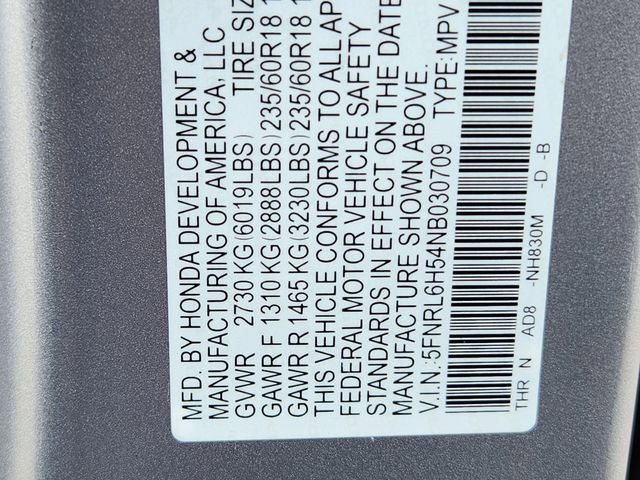 MFD. BY HONDA DEVELOPMENT &
MANUFACTURING OF AMERICA, LLC
GVWR 2730 KG (6019LBS) TIRE SIZ
GAWR F 1310 KG (2888LBS) 235/60R18 1
GAWR R 1465 KG (3230LBS) 235/60R18 1
THIS VEHICLE CONFORMS TO ALL AP
FEDERAL MOTOR VEHICLE SAFETY
STANDARDS IN EFFECT ON THE DATE
MANUFACTURE SHOWN ABOVE.
V.I.N.:5FNRL6H54NB030709 TYPE:MPV
THR N AD8 -NH830M -D -B